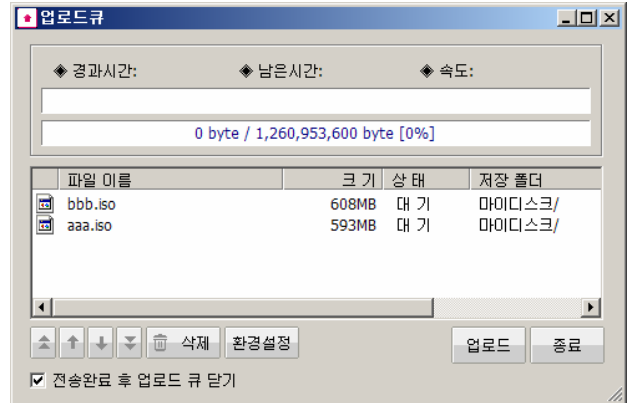 업로드큐
◈ 경과시간: ◈ 남은시간: ◈ 속도:
0 byte / 1,260,953,600 byte [0%]
파일 이름 크 기 상 태 저장 폴더
bbb.iso 608MB 대 기 마이디스크/
aaa.iso 593MB 대 기 마이디스크/
삭제 환경설정 업로드 종료
전송완료 후 업로드 큐 닫기